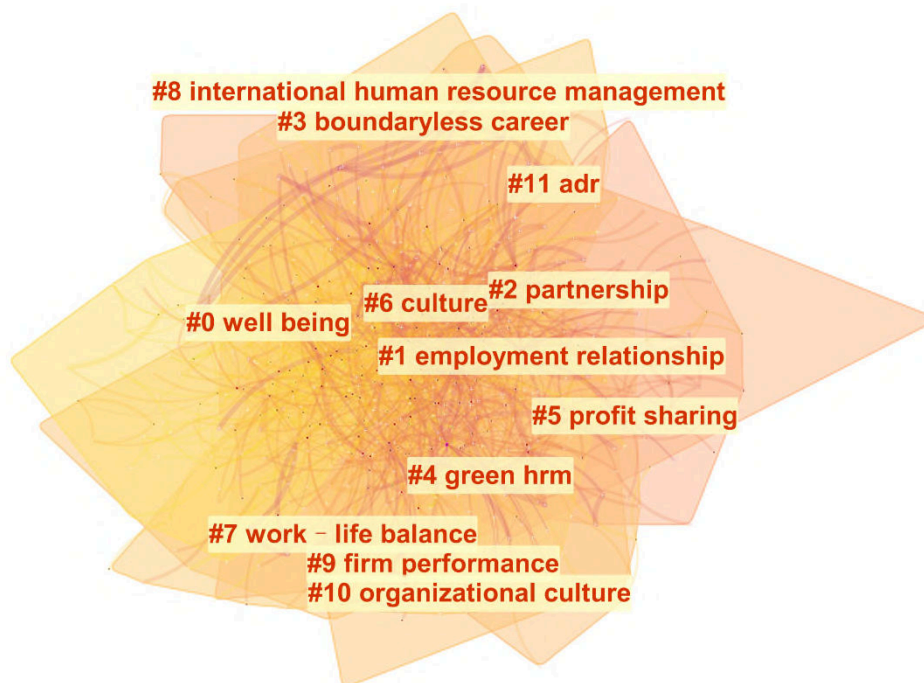 #8 international human resource management
#3 boundaryless career
#11 adr
#2 partnership
#6 culture
#0 well being
#1 employment relationship
#5 profit sharing
#4 green hrm
#7 work – life balance
#9 firm performance
#10 organizational culture